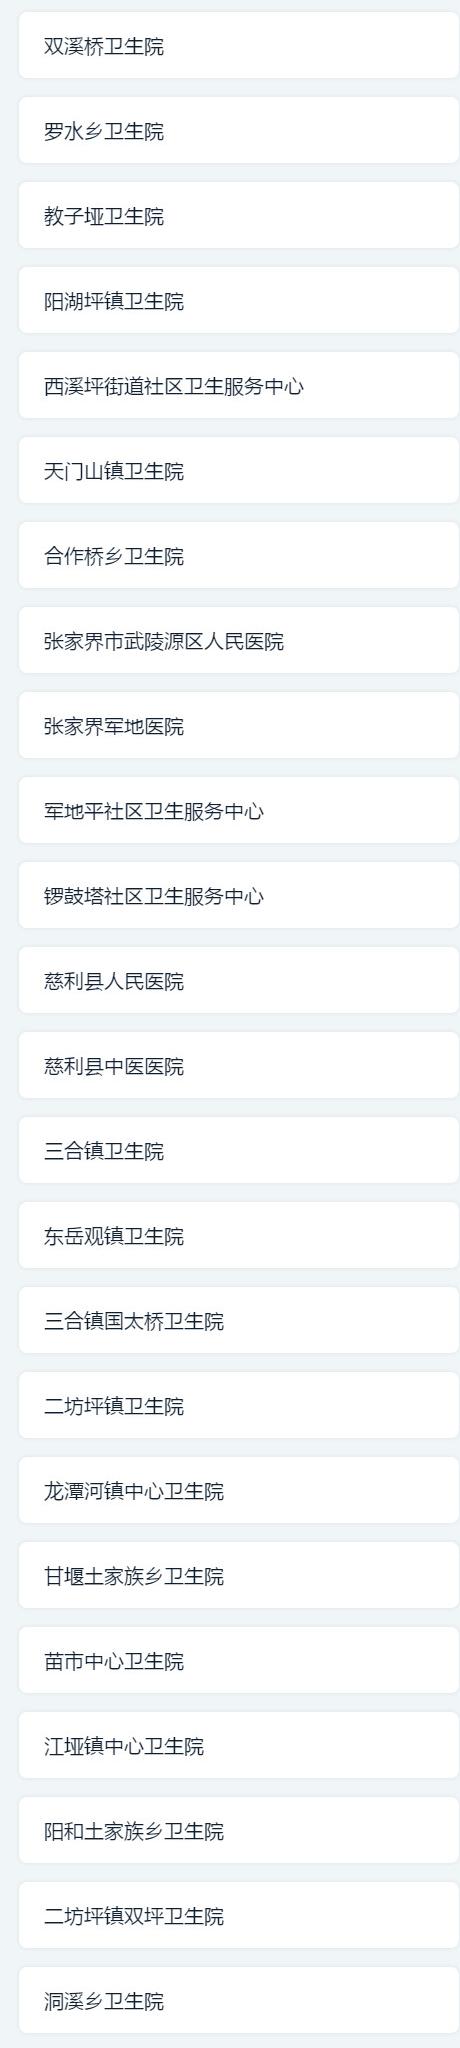 双溪桥卫生院
罗水乡卫生院
教子垭卫生院
阳湖坪镇卫生院
西溪坪街道社区卫生服务中心
天门山镇卫生院
合作桥乡卫生院
张家界市武陵源区人民医院
张家界军地医院
军地平社区卫生服务中心
锣鼓塔社区卫生服务中心
慈利县人民医院
慈利县中医医院
三合镇卫生院
东岳观镇卫生院
三合镇国太桥卫生院
二坊坪镇卫生院
龙潭河镇中心卫生院
甘堰土家族乡卫生院
苗市中心卫生院
江垭镇中心卫生院
阳和土家族乡卫生院
二坊坪镇双坪卫生院
洞溪乡卫生院